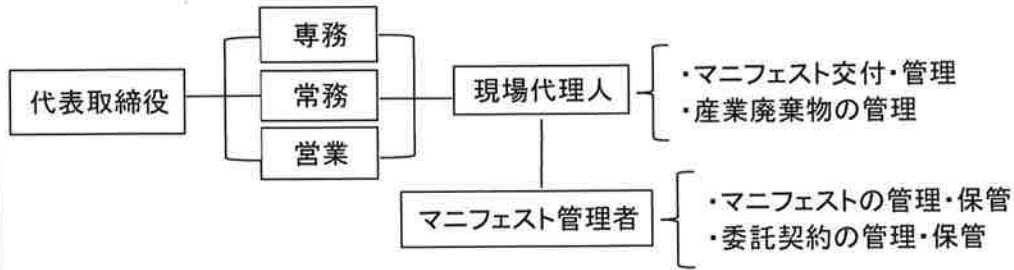 代表取締役
専務
常務
営業
現場代理人
・マニフェスト交付・管理
・産業廃棄物の管理
マニフェスト管理者
・マニフェストの管理・保管
・委託契約の管理・保管